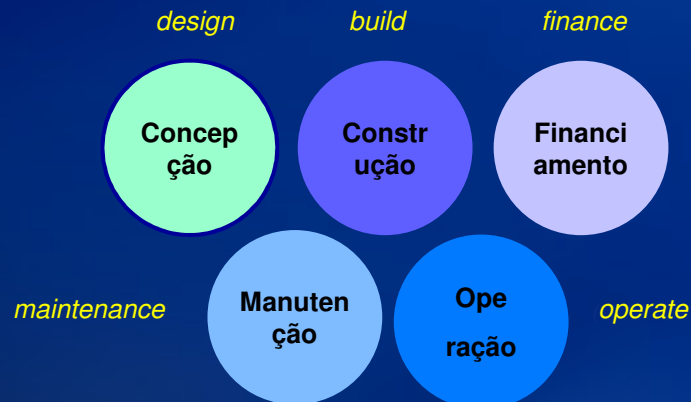 design build finance
Concep
ção
Constr
ução
Financi
amento
maintenance
Manuten
ção
Ope
ração
operate